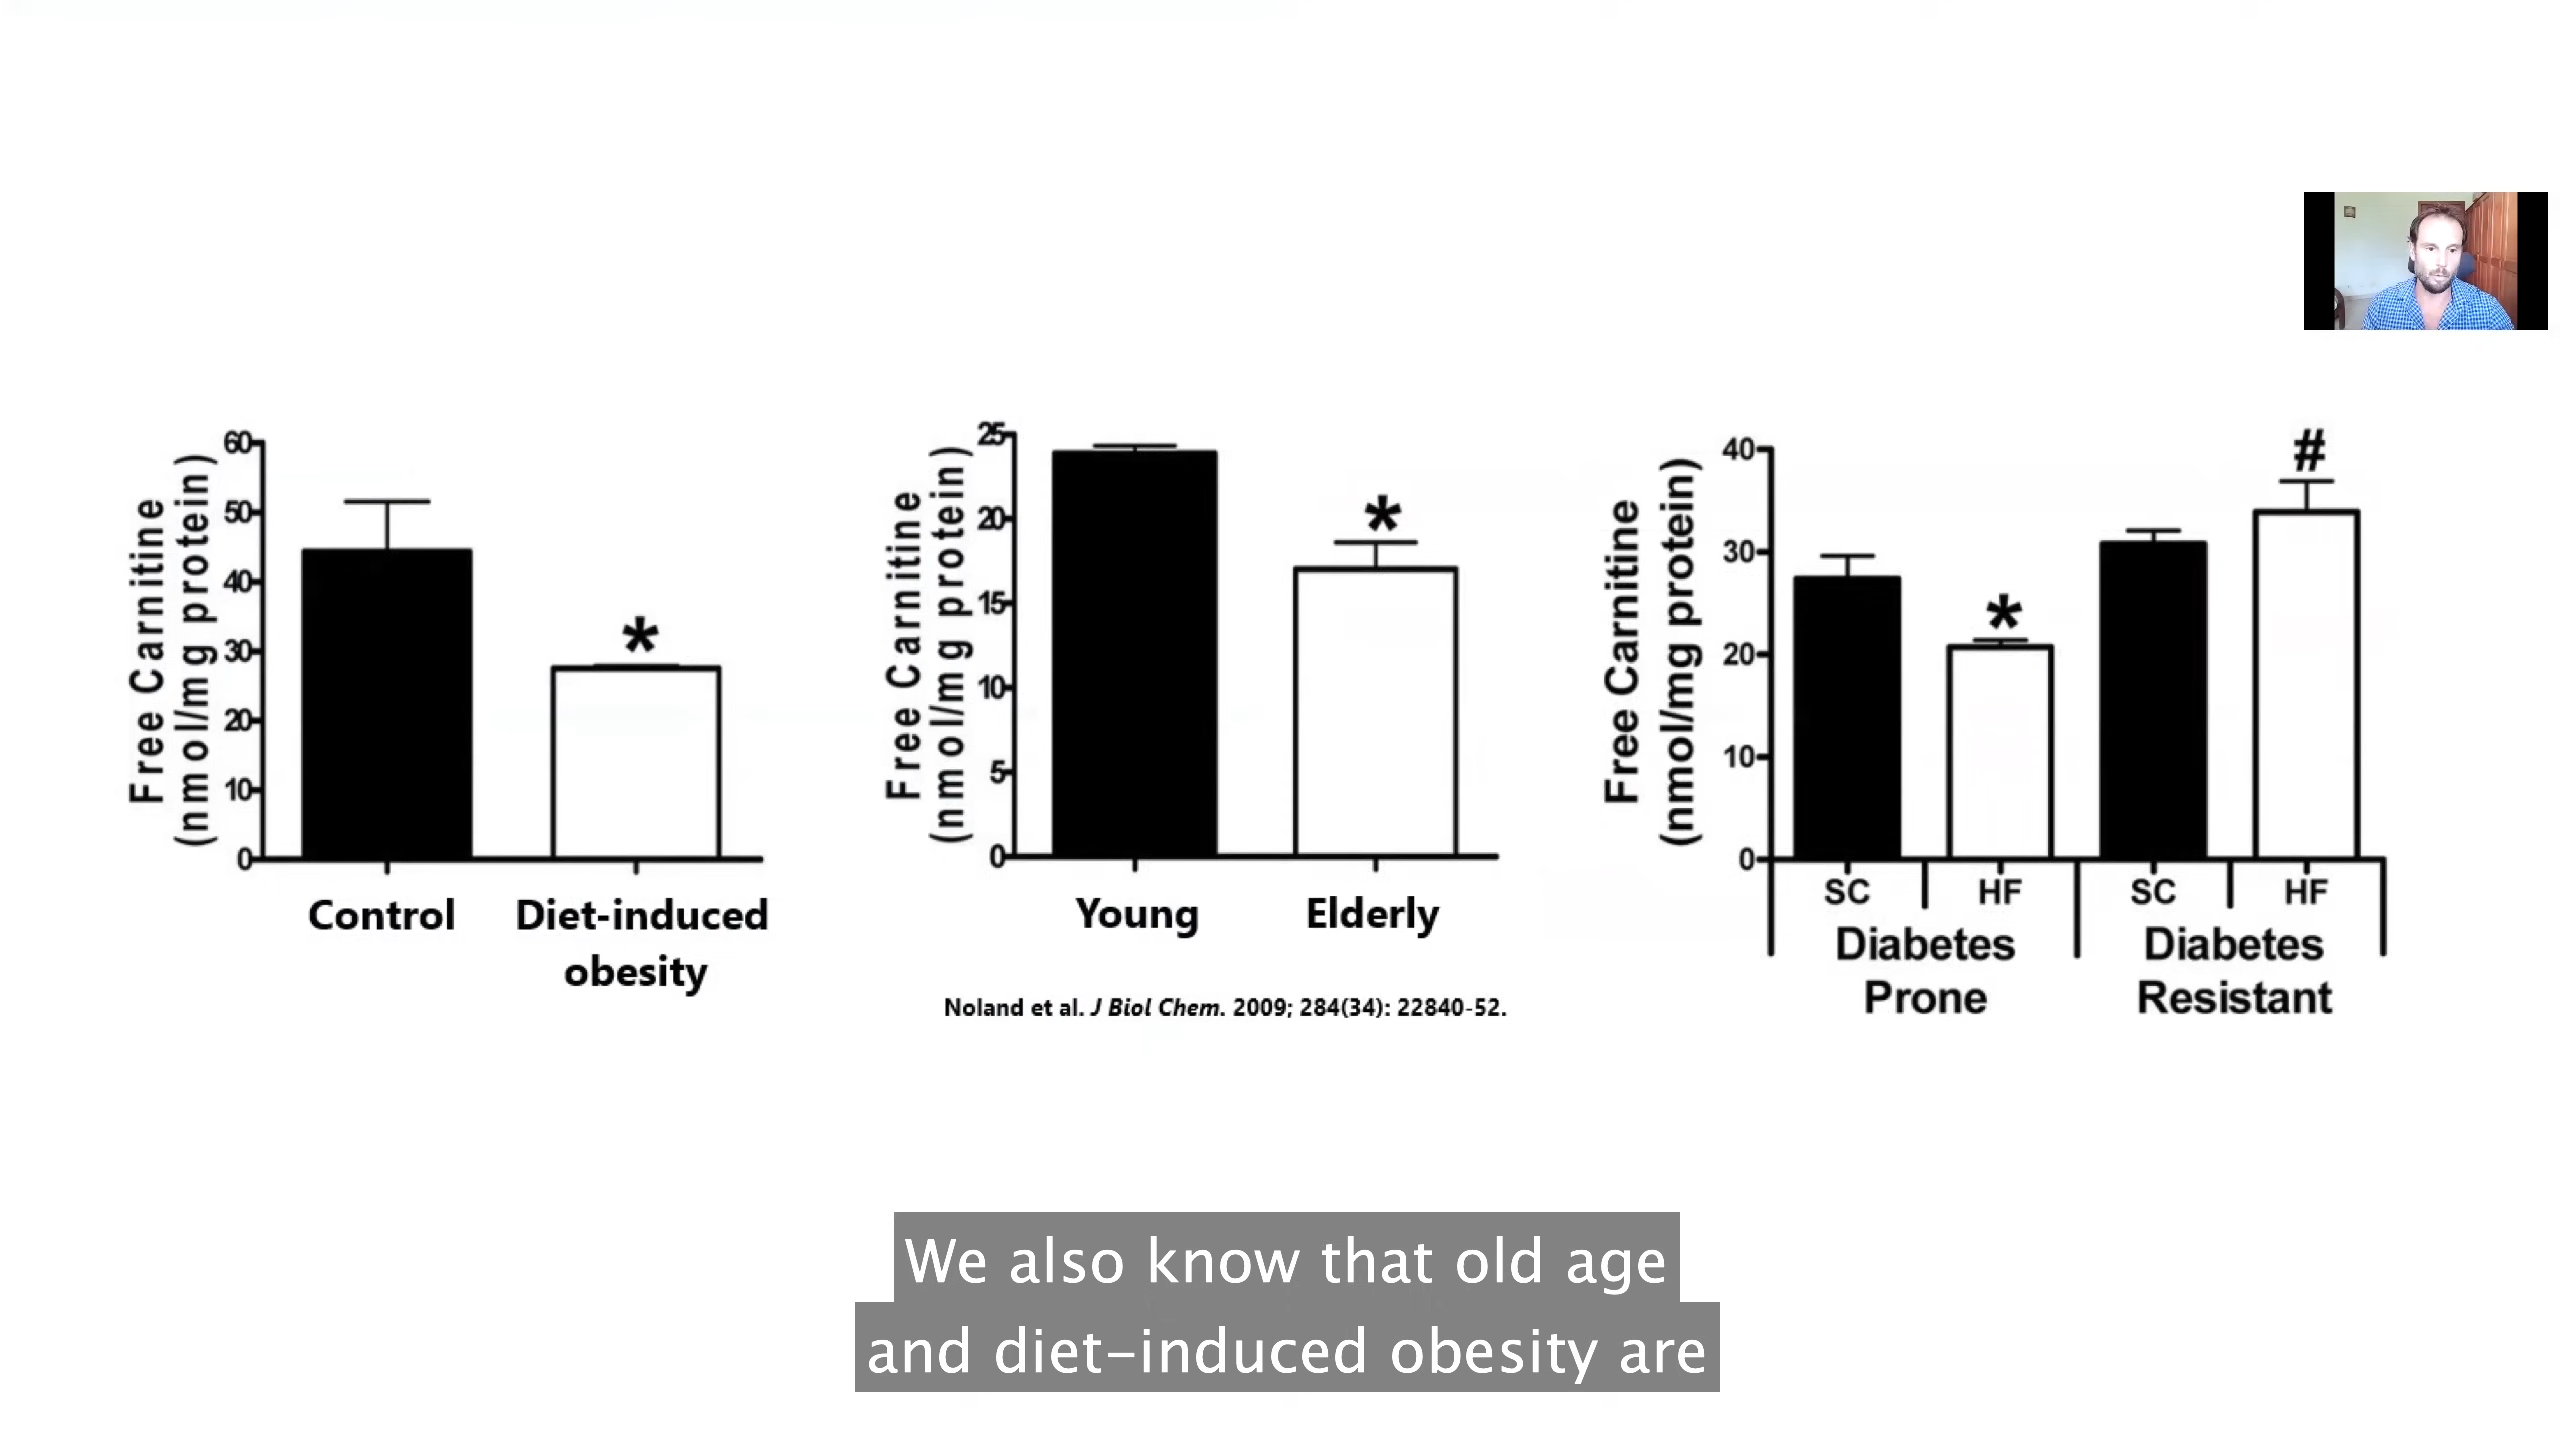 Free Carnitine
(nmol/mg protein)
60
50
40
30
20
10
0
*
Control
Diet-induced
obesity
Free Carnitine
(nmol/mg protein)
25
20
15
10
5
0
*
Young
Elderly
Noland et al. J Biol Chem. 2009; 284(34): 22840-52.
Free Carnitine
(nmol/mg protein)
40
30
20
10
0
*
#
SC HF SC HF
Diabetes
Prone
Diabetes
Resistant
We also know that old age
and diet-induced obesity are